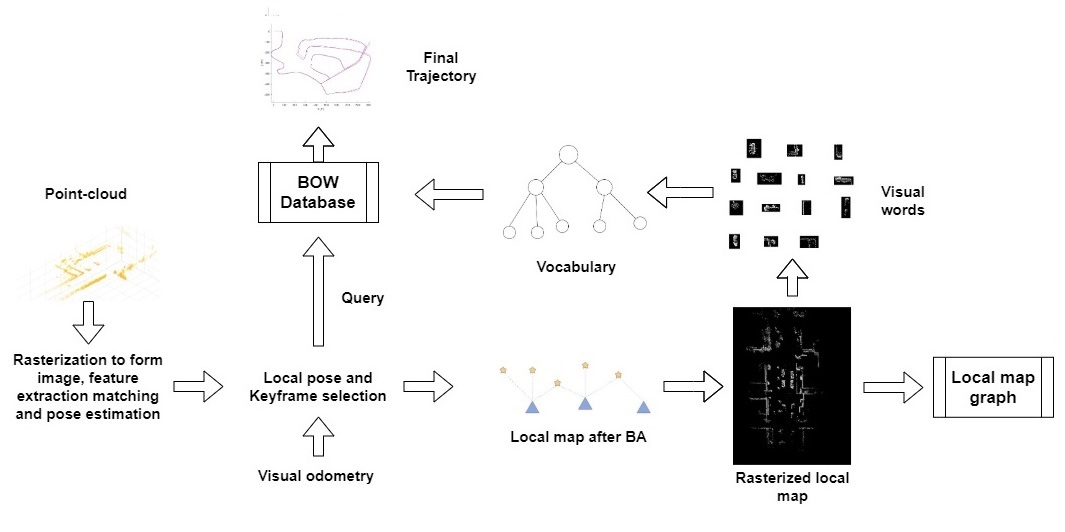 Final
Trajectory
BOW
Database
Point-cloud
Visual
words
Vocabulary
Query
Rasterization to form
image, feature
extraction matching
and pose estimation
Local pose and
Keyframe selection
Local map
graph
Local map after BA
Visual odometry
Rasterized local
map